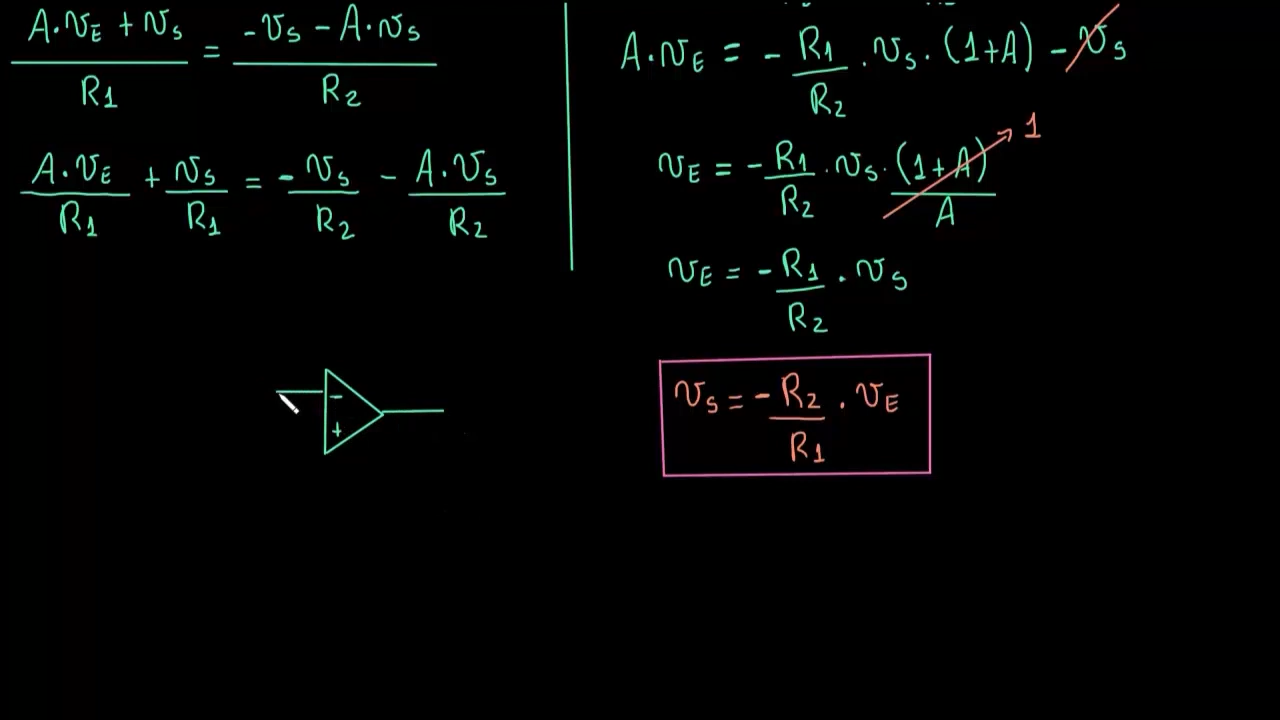 A·vE + vS / R1 = -vS - A·vS / R2
A·vE / R1 + vS / R1 = - vS / R2 - A·vS / R2
A·vE = - R1 / R2 · vS · (1+A) - vS
vE = - R1 / R2 · vS · (1+A) / A 1
vE = - R1 / R2 · vS
vS = - R2 / R1 · vE
-
+